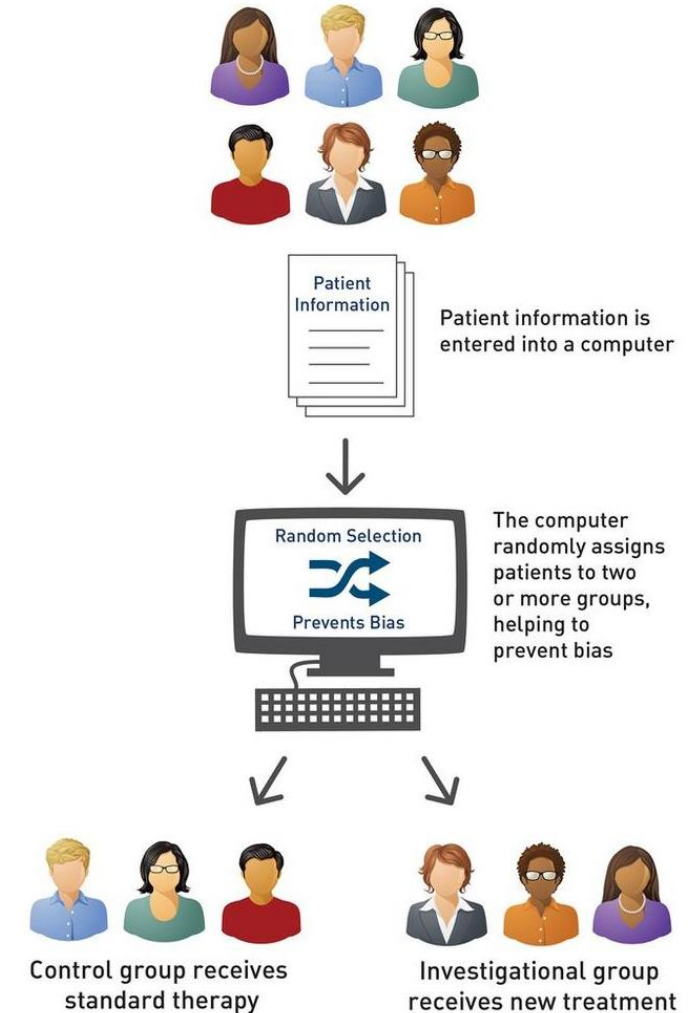 Patient
Information
Patient information is
entered into a computer
Random Selection
Prevents Bias
The computer
randomly assigns
patients to two
or more groups,
helping to
prevent bias
Control group receives
standard therapy
Investigational group
receives new treatment